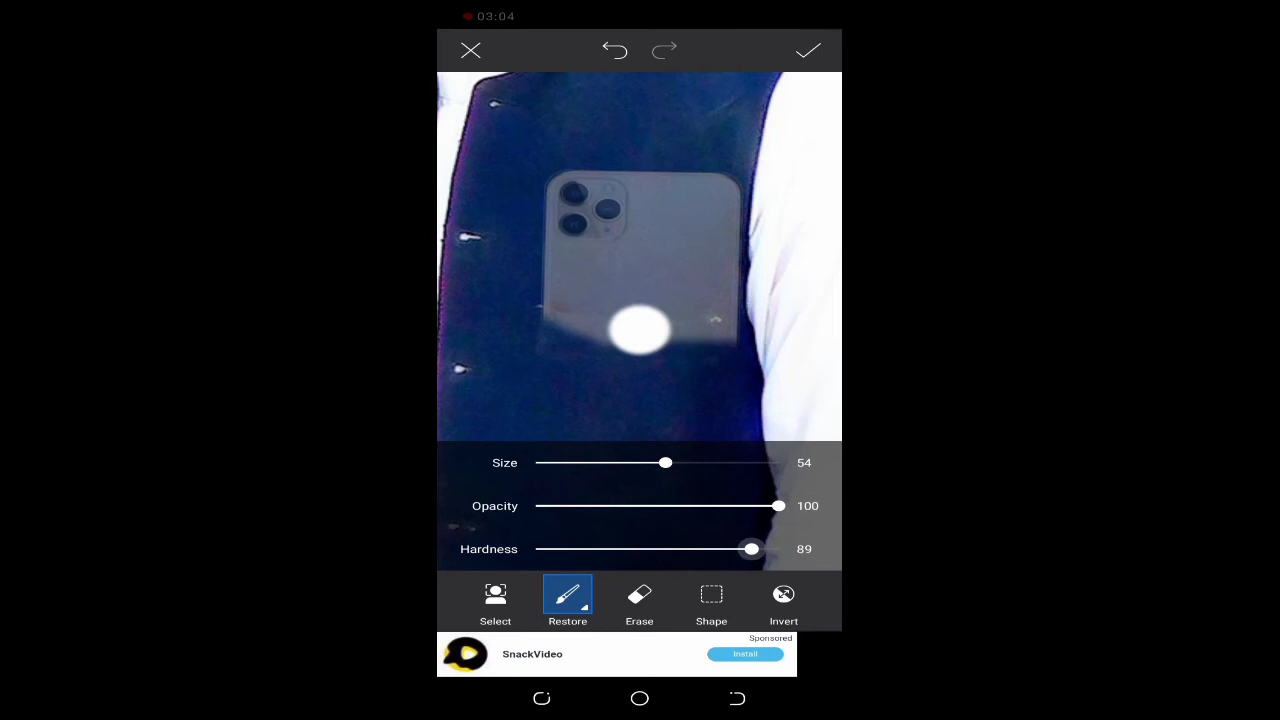 03:04
Size 54
Opacity 100
Hardness 89
Select Restore Erase Shape Invert
Sponsored
SnackVideo Install